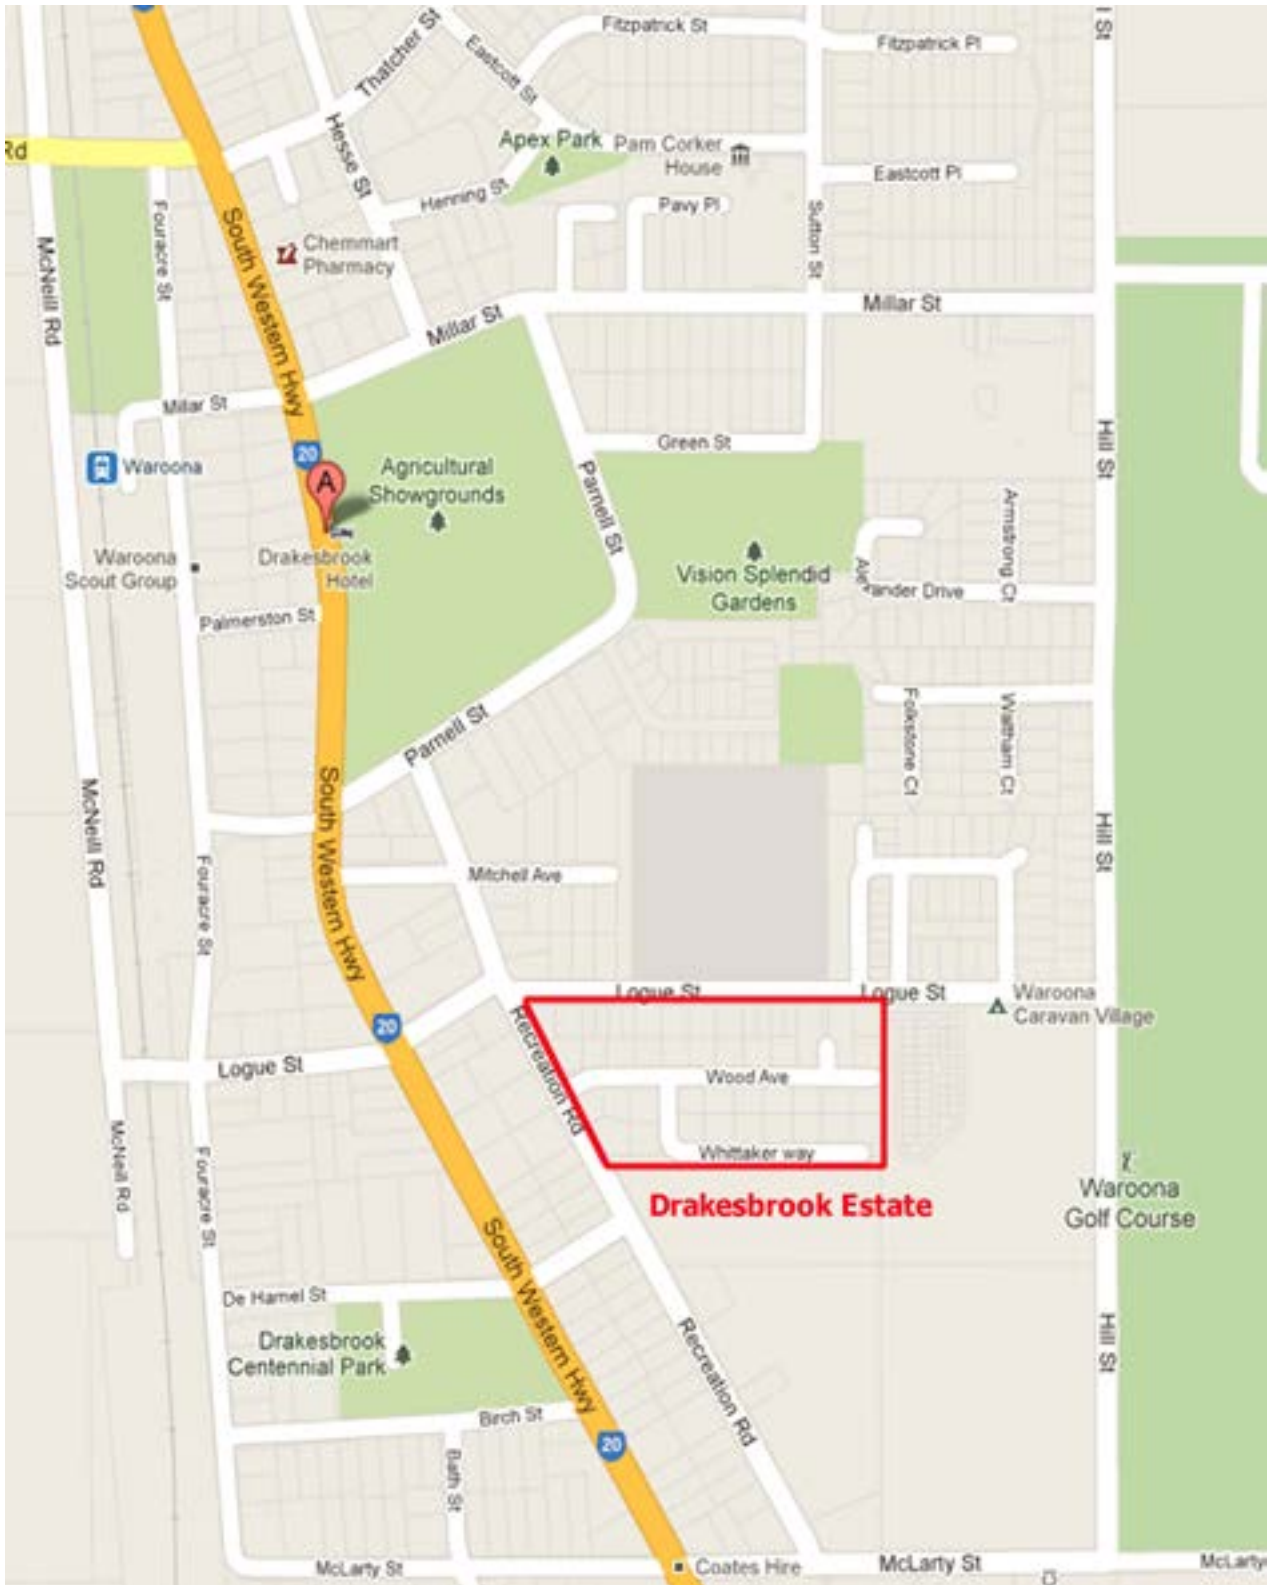 Fitzpatrick St
Fitzpatrick Pl
l St
Thatcher St
Eastcott St
Hesse St
Rd
Apex Park
Pam Corker
House
Eastcott Pl
Henning St
Pavy Pl
Fouracre St
South Western Hwy
Sutton St
McNeill Rd
Chemmart
Pharmacy
Millar St
Millar St
Millar St
Green St
Hill St
20
Waroona
A
Agricultural
Showgrounds
Parnell St
Armstrong Ct
Waroona
Scout Group
Drakesbrook
Hotel
Vision Splendid
Gardens
Alexander Drive
Palmerston St
Parnell St
Folkstone Ct
Waltham Ct
McNeill Rd
South Western Hwy
Hill St
Fouracre St
Mitchell Ave
Logue St
Logue St
Waroona
Caravan Village
20
Recreation Rd
Logue St
Wood Ave
McNeill Rd
Fouracre St
Whittaker way
Waroona
Golf Course
Drakesbrook Estate
South Western Hwy
De Hamel St
Drakesbrook
Centennial Park
Recreation Rd
Hill St
Birch St
20
Bath St
McLarty St
Coates Hire
McLarty St
McLarty